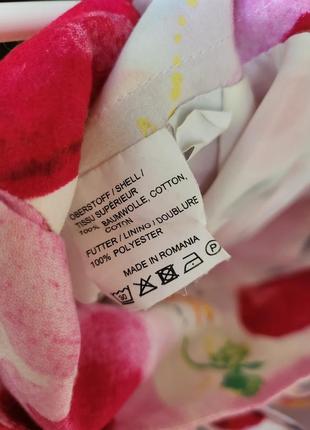 OBERSTOFF / SHELL /
TISSU SUPÉRIEUR
100% BAUMWOLLE, COTTON,
COTON
FUTTER / LINING / DOUBLURE
100% POLYESTER
MADE IN ROMANIA
30 P